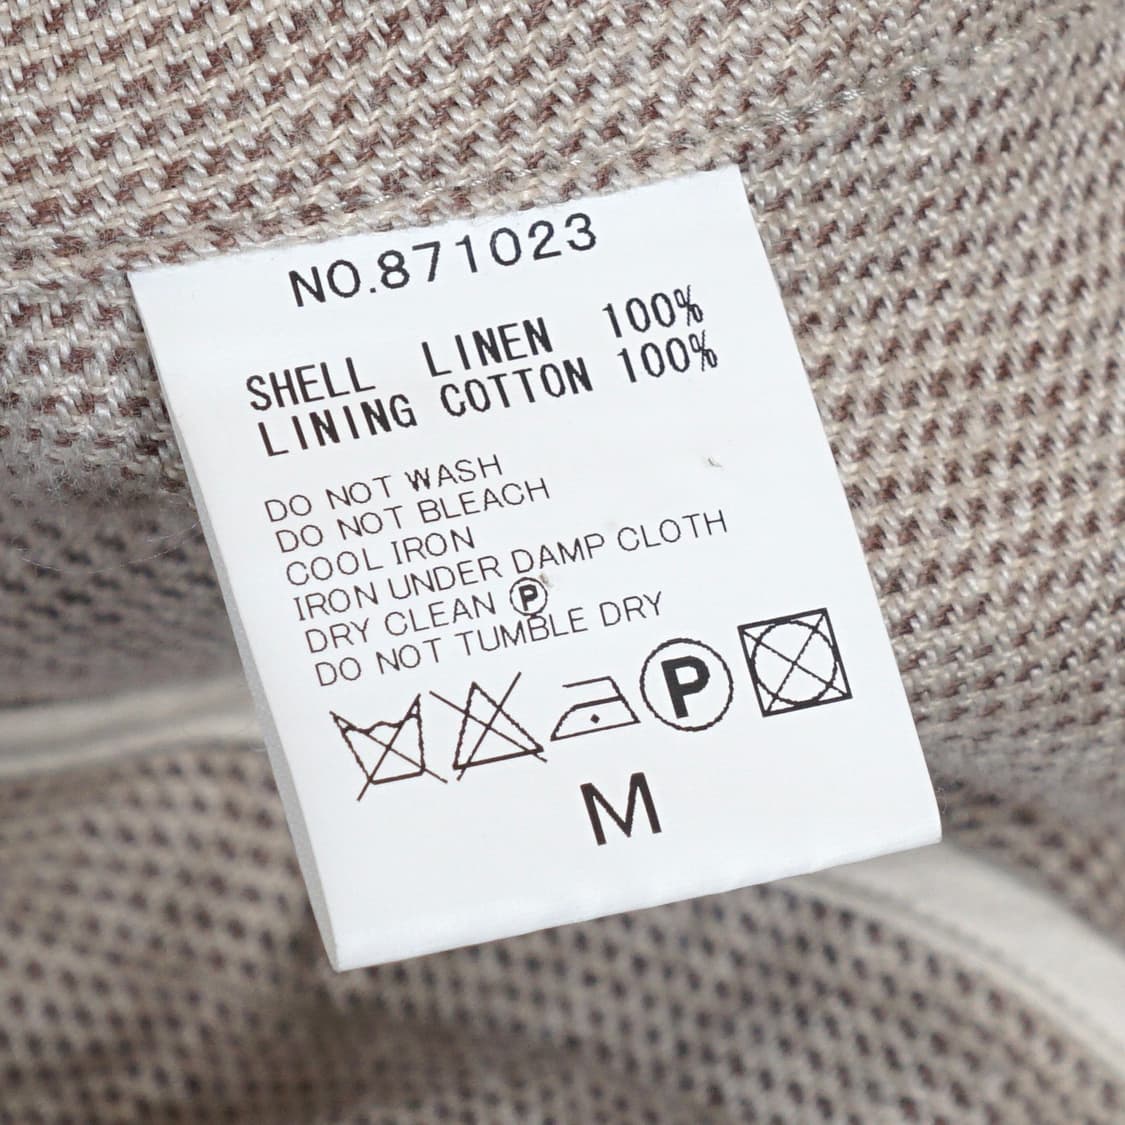 NO.871023
SHELL LINEN 100%
LINING COTTON 100%
DO NOT WASH
DO NOT BLEACH
COOL IRON
IRON UNDER DAMP CLOTH
DRY CLEAN Ⓟ
DO NOT TUMBLE DRY
P
M